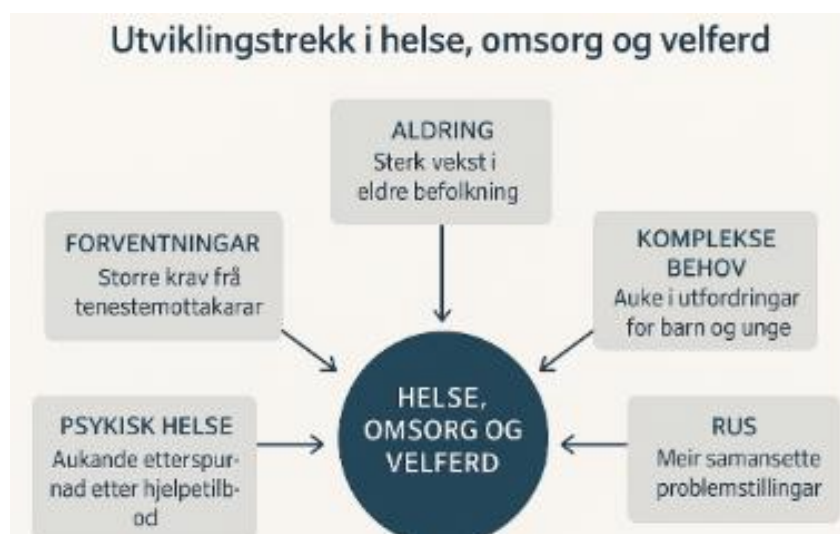 Utviklingstrekk i helse, omsorg og velferd
ALDRING
Sterk vekst i
eldre befolkning
FORVENTNINGAR
Storre krav frå
tenestemottakarar
KOMPLEKSE
BEHOV
Auke i utfordringar
for barn og unge
HELSE,
OMSORG OG
VELFERD
PSYKISK HELSE
Aukande etterspur-
nad etter hjelpetilb-
od
RUS
Meir samansette
problemstillingar